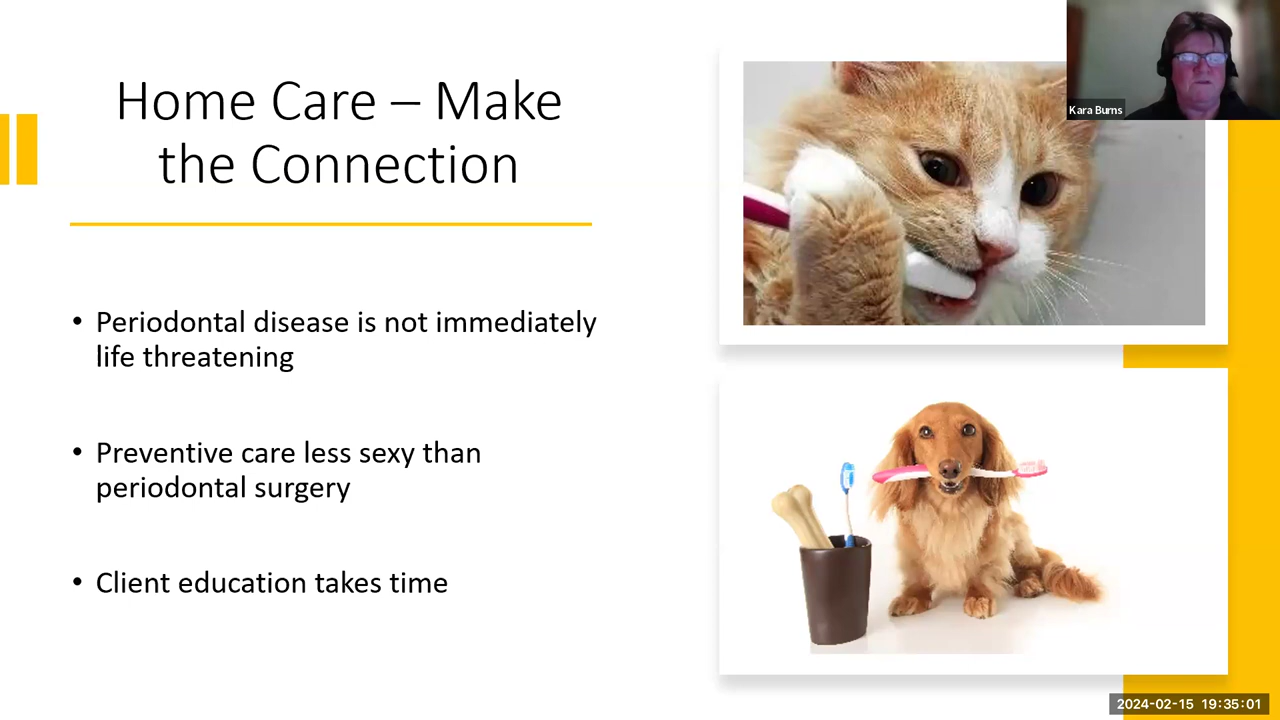 Home Care – Make
the Connection
• Periodontal disease is not immediately
life threatening
• Preventive care less sexy than
periodontal surgery
• Client education takes time
Kara Burns
2024-02-15 19:35:01